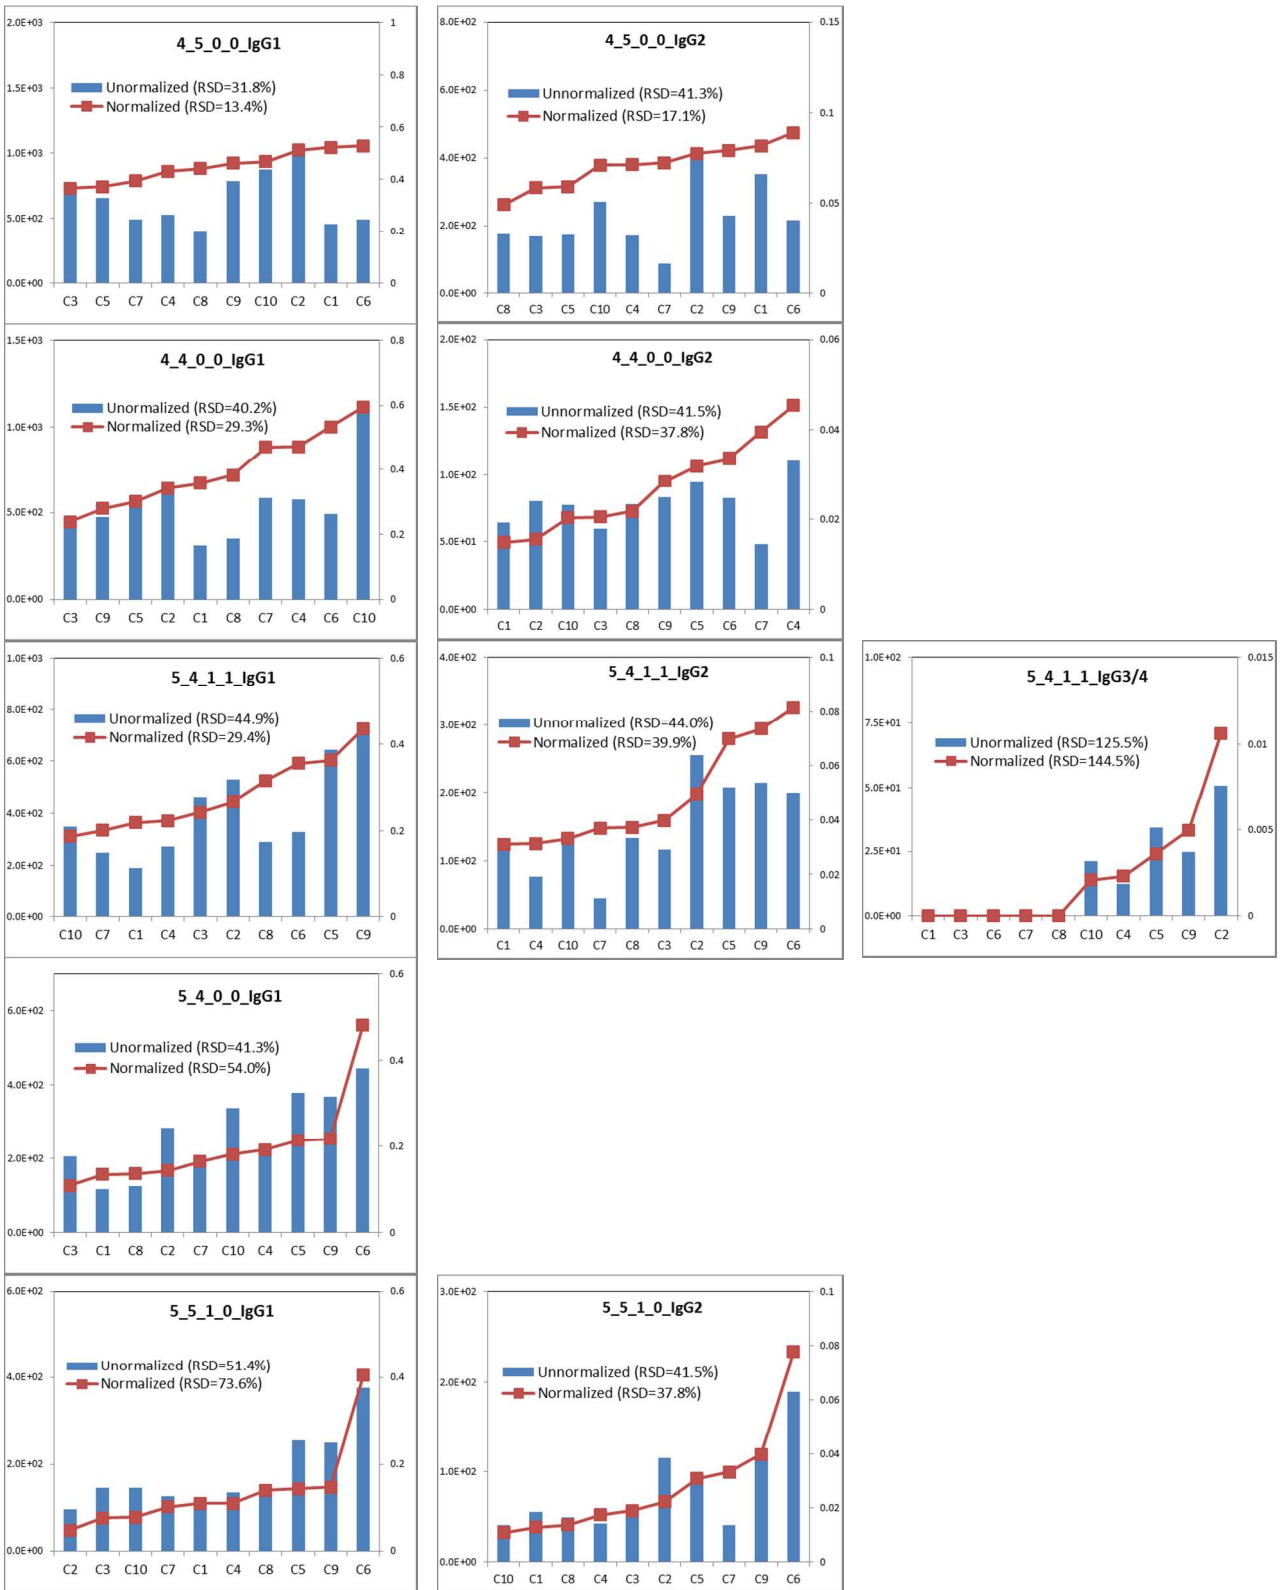 4_5_0_0_IgG1
2.0E+03
1.5E+03
1.0E+03
5.0E+02
0.0E+00
1
0.8
0.6
0.4
0.2
0
Unormalized (RSD=31.8%)
Normalized (RSD=13.4%)
C3 C5 C7 C4 C8 C9 C10 C2 C1 C6
4_5_0_0_IgG2
8.0E+02
6.0E+02
4.0E+02
2.0E+02
0.0E+00
0.15
0.1
0.05
0
Unnormalized (RSD=41.3%)
Normalized (RSD=17.1%)
C8 C3 C5 C10 C4 C7 C2 C9 C1 C6
4_4_0_0_IgG1
1.5E+03
1.0E+03
5.0E+02
0.0E+00
0.8
0.6
0.4
0.2
0
Unormalized (RSD=40.2%)
Normalized (RSD=29.3%)
C3 C9 C5 C2 C1 C8 C7 C4 C6 C10
4_4_0_0_IgG2
2.0E+02
1.5E+02
1.0E+02
5.0E+01
0.0E+00
0.06
0.04
0.02
0
Unnormalized (RSD=41.5%)
Normalized (RSD=37.8%)
C1 C2 C10 C3 C8 C9 C5 C6 C7 C4
5_4_1_1_IgG1
1.0E+03
8.0E+02
6.0E+02
4.0E+02
2.0E+02
0.0E+00
0.6
0.4
0.2
0
Unormalized (RSD=44.9%)
Normalized (RSD=29.4%)
C10 C7 C1 C4 C3 C2 C8 C6 C5 C9
5_4_1_1_IgG2
4.0E+02
3.0E+02
2.0E+02
1.0E+02
0.0E+00
0.1
0.08
0.06
0.04
0.02
0
Unnormalized (RSD=44.0%)
Normalized (RSD=39.9%)
C1 C4 C10 C7 C8 C3 C2 C5 C9 C6
5_4_1_1_IgG3/4
1.0E+02
7.5E+01
5.0E+01
2.5E+01
0.0E+00
0.015
0.01
0.005
0
Unormalized (RSD=125.5%)
Normalized (RSD=144.5%)
C1 C3 C6 C7 C8 C10 C4 C5 C9 C2
5_4_0_0_IgG1
6.0E+02
4.0E+02
2.0E+02
0.0E+00
0.6
0.4
0.2
0
Unormalized (RSD=41.3%)
Normalized (RSD=54.0%)
C3 C1 C8 C2 C7 C10 C4 C5 C9 C6
5_5_1_0_IgG1
6.0E+02
4.0E+02
2.0E+02
0.0E+00
0.6
0.4
0.2
0
Unormalized (RSD=51.4%)
Normalized (RSD=73.6%)
C2 C3 C10 C7 C1 C4 C8 C5 C9 C6
5_5_1_0_IgG2
3.0E+02
2.0E+02
1.0E+02
0.0E+00
0.1
0.08
0.06
0.04
0.02
0
Unnormalized (RSD=41.5%)
Normalized (RSD=37.8%)
C10 C1 C8 C4 C3 C2 C5 C7 C9 C6